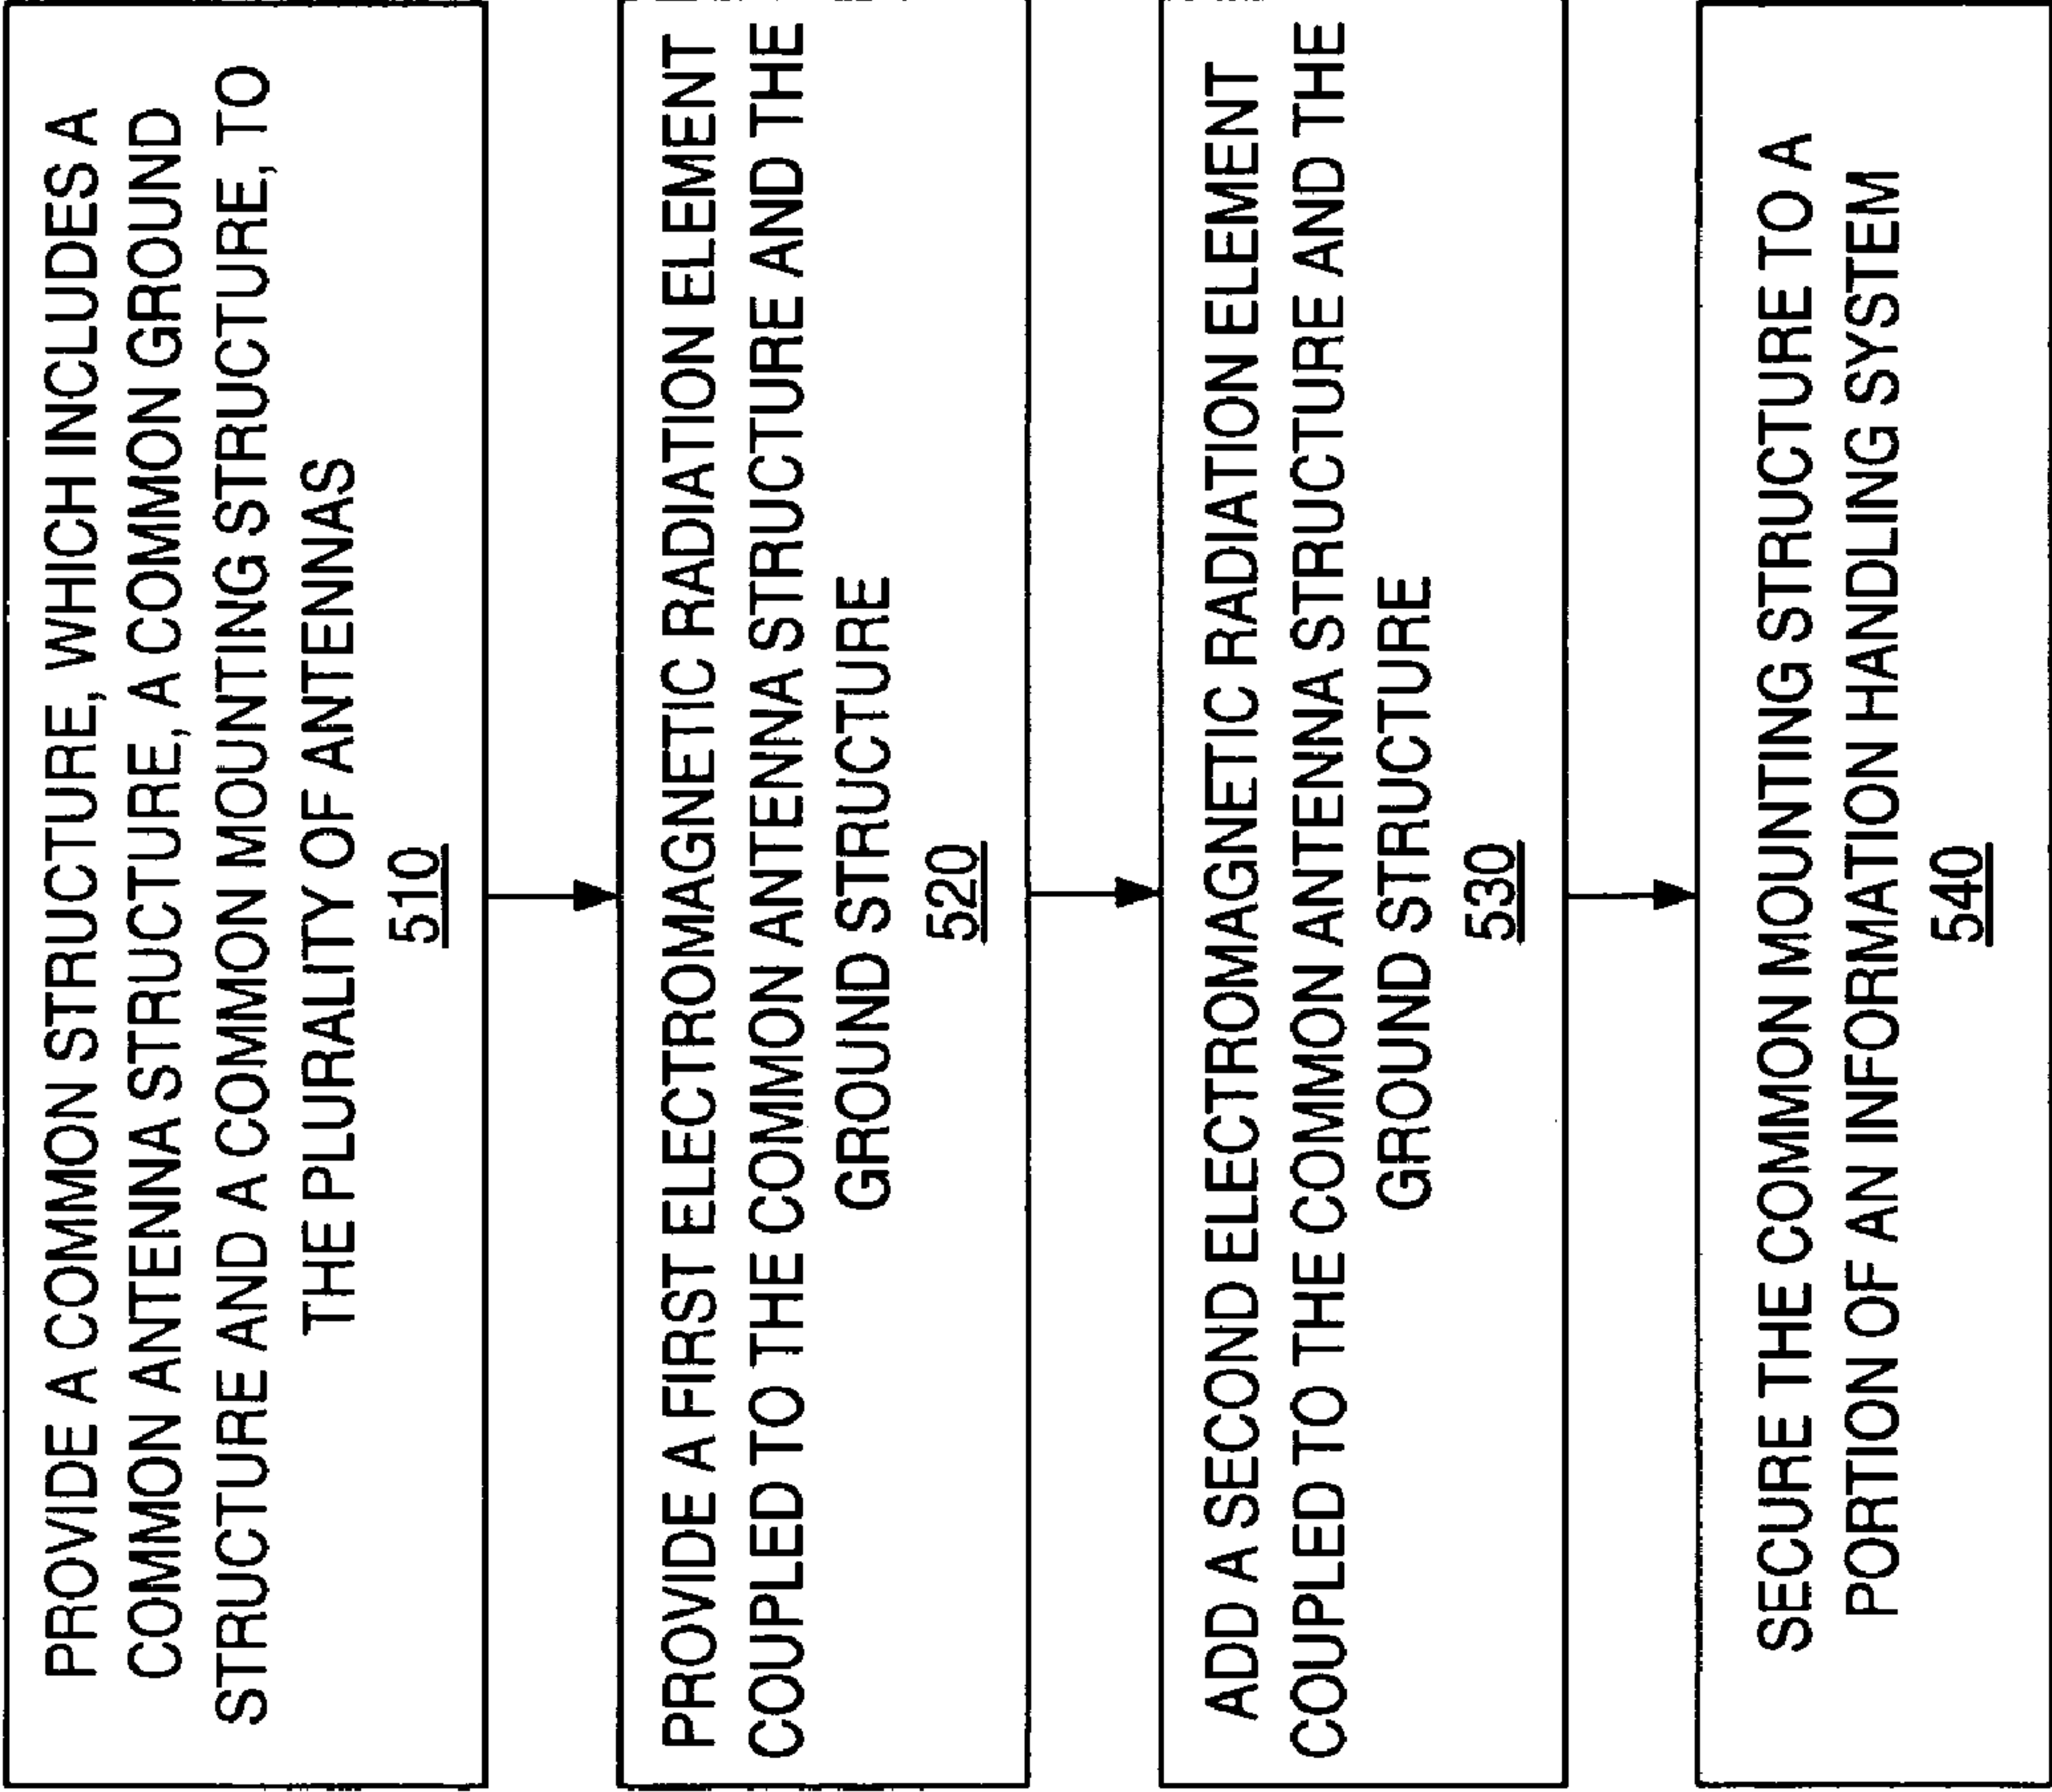 PROVIDE A COMMON STRUCTURE, WHICH INCLUDES A
COMMON ANTENNA STRUCTURE, A COMMON GROUND
STRUCTURE AND A COMMON MOUNTING STRUCTURE, TO
THE PLURALITY OF ANTENNAS
510
PROVIDE A FIRST ELECTROMAGNETIC RADIATION ELEMENT
COUPLED TO THE COMMON ANTENNA STRUCTURE AND THE
GROUND STRUCTURE
520
ADD A SECOND ELECTROMAGNETIC RADIATION ELEMENT
COUPLED TO THE COMMON ANTENNA STRUCTURE AND THE
GROUND STRUCTURE
530
SECURE THE COMMON MOUNTING STRUCTURE TO A
PORTION OF AN INFORMATION HANDLING SYSTEM
540